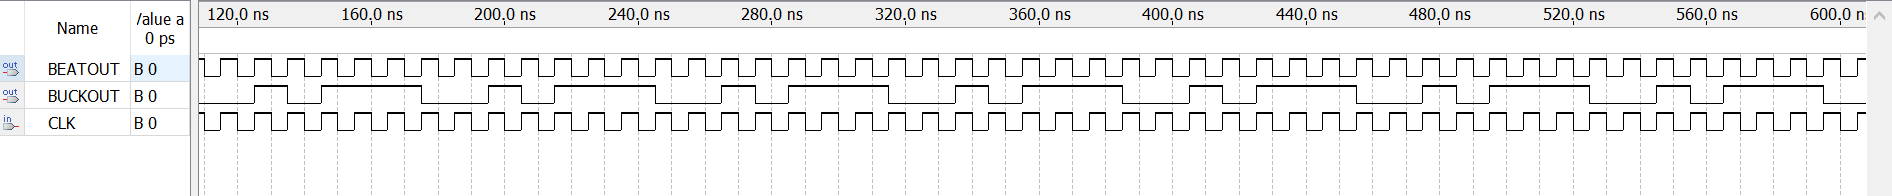 Name
/alue a
0 ps
120.0 ns 160.0 ns 200.0 ns 240.0 ns 280.0 ns 320.0 ns 360.0 ns 400.0 ns 440.0 ns 480.0 ns 520.0 ns 560.0 ns 600.0 n
out BEATOUT B 0
out BUCKOUT B 0
in CLK B 0